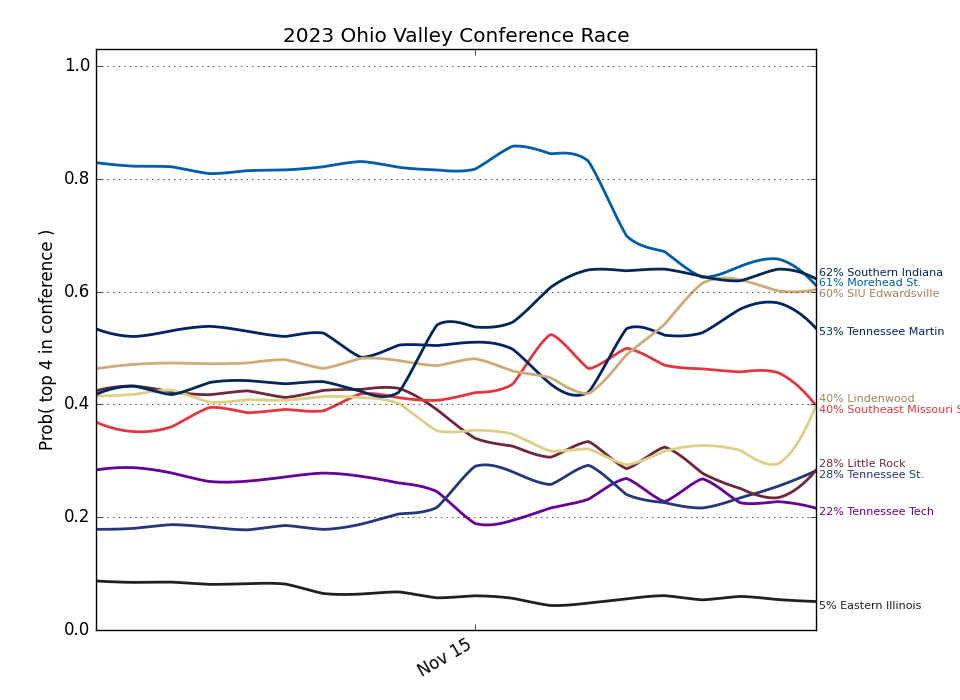 2023 Ohio Valley Conference Race
Prob( top 4 in conference )
1.0
0.8
0.6
0.4
0.2
0.0
Nov 15
62% Southern Indiana
61% Morehead St.
60% SIU Edwardsville
53% Tennessee Martin
40% Lindenwood
40% Southeast Missouri S
28% Little Rock
28% Tennessee St.
22% Tennessee Tech
5% Eastern Illinois